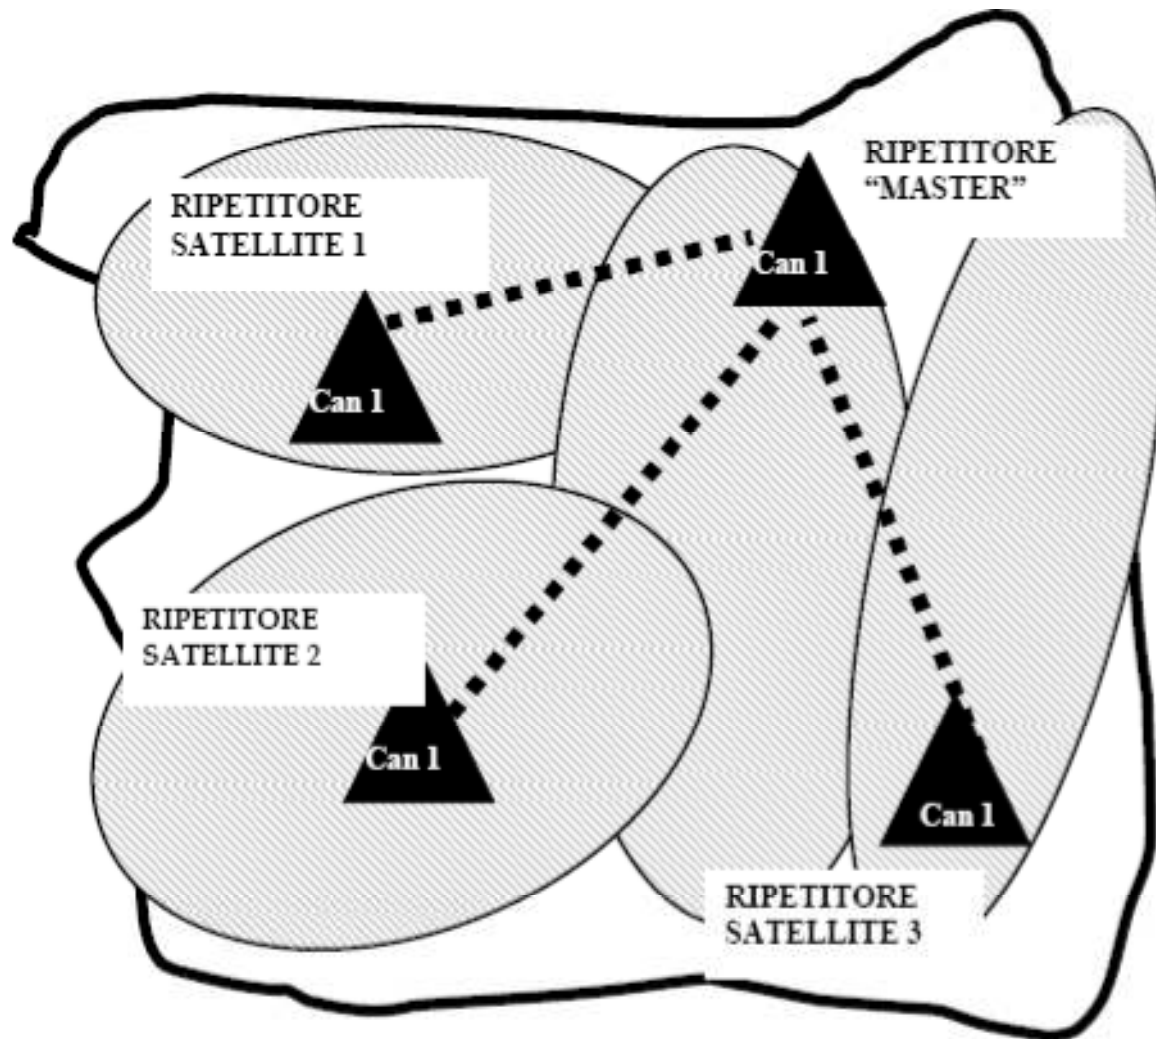 RIPETITORE
“MASTER”
RIPETITORE
SATELLITE 1
Can 1
Can 1
RIPETITORE
SATELLITE 2
Can 1
Can 1
RIPETITORE
SATELLITE 3